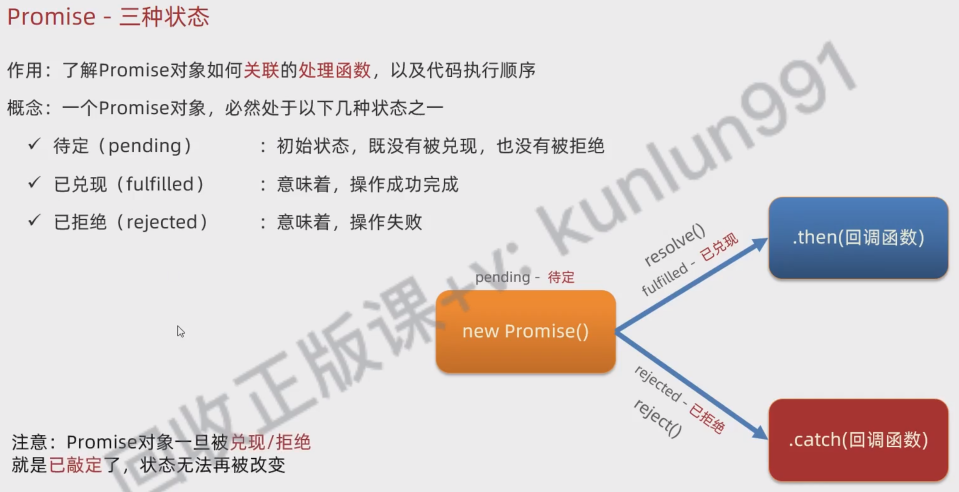 Promise - 三种状态
作用：了解Promise对象如何关联的处理函数，以及代码执行顺序
概念：一个Promise对象，必然处于以下几种状态之一
✓ 待定（pending） ：初始状态，既没有被兑现，也没有被拒绝
✓ 已兑现（fulfilled） ：意味着，操作成功完成
✓ 已拒绝（rejected） ：意味着，操作失败
pending - 待定
new Promise()
resolve()
fulfilled - 已兑现
.then(回调函数)
rejected - 已拒绝
reject()
.catch(回调函数)
注意：Promise对象一旦被兑现/拒绝
就是已敲定了，状态无法再被改变
回收正版课+v: kunlun991